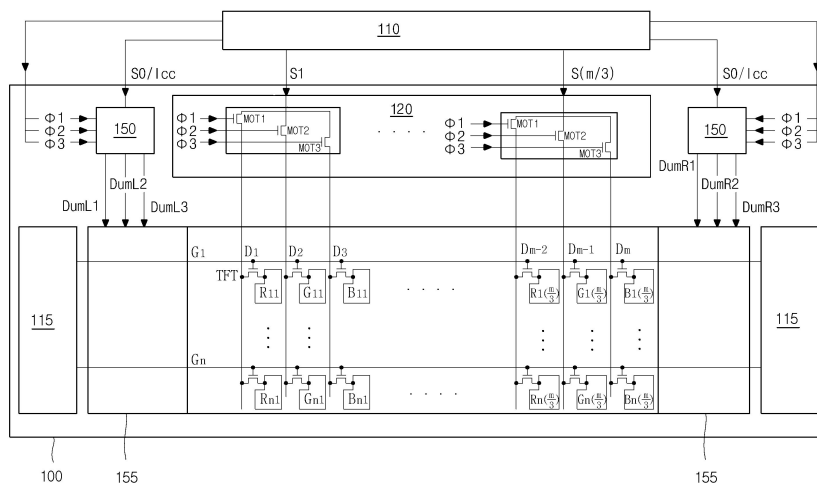 110
S0/Icc S1 S(m/3) S0/Icc
120
Φ1 Φ1 MOT1 Φ1 MOT1 Φ1
Φ2 150 Φ2 MOT2 . . . . Φ2 MOT2 150 Φ2
Φ3 Φ3 MOT3 Φ3 MOT3 Φ3
DumL1 DumL2 DumL3 DumR1 DumR2 DumR3
G1 D1 D2 D3 Dm-2 Dm-1 Dm
TFT
R11 G11 B11 . . . . R1(m/3) G1(m/3) B1(m/3)
115 115
Gn
Rn1 Gn1 Bn1 . . . . Rn(m/3) Gn(m/3) Bn(m/3)
100 155 155